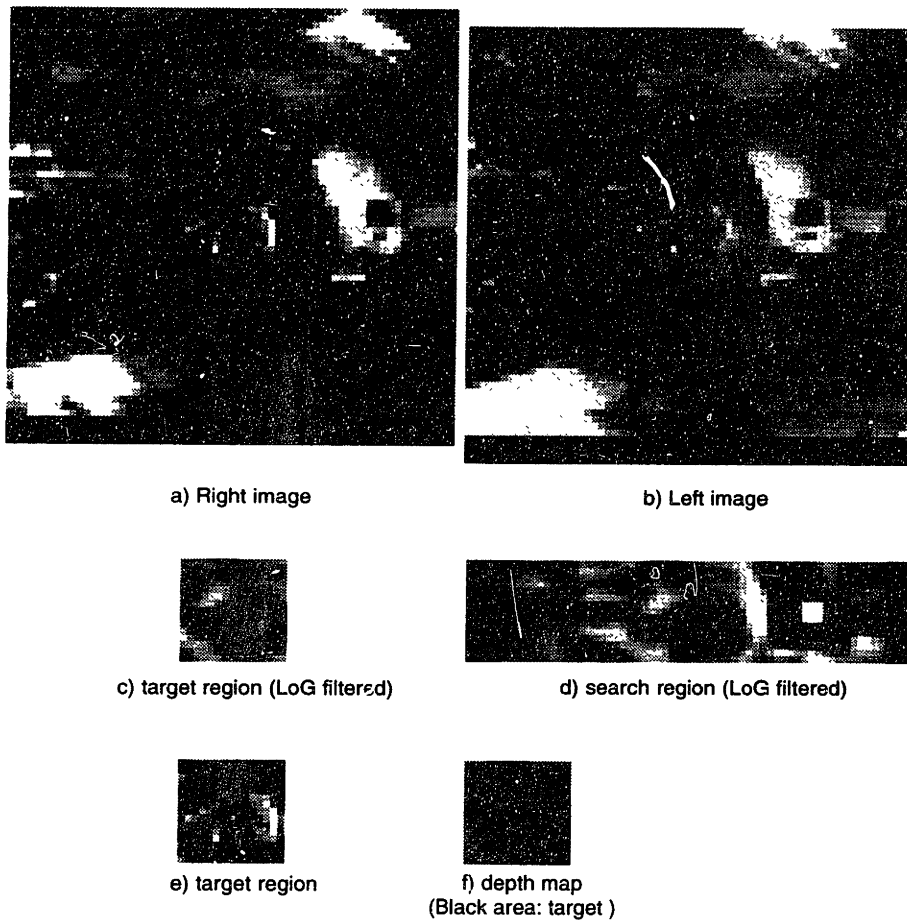 a) Right image
b) Left image
c) target region (LoG filtered)
d) search region (LoG filtered)
e) target region
f) depth map
(Black area: target )